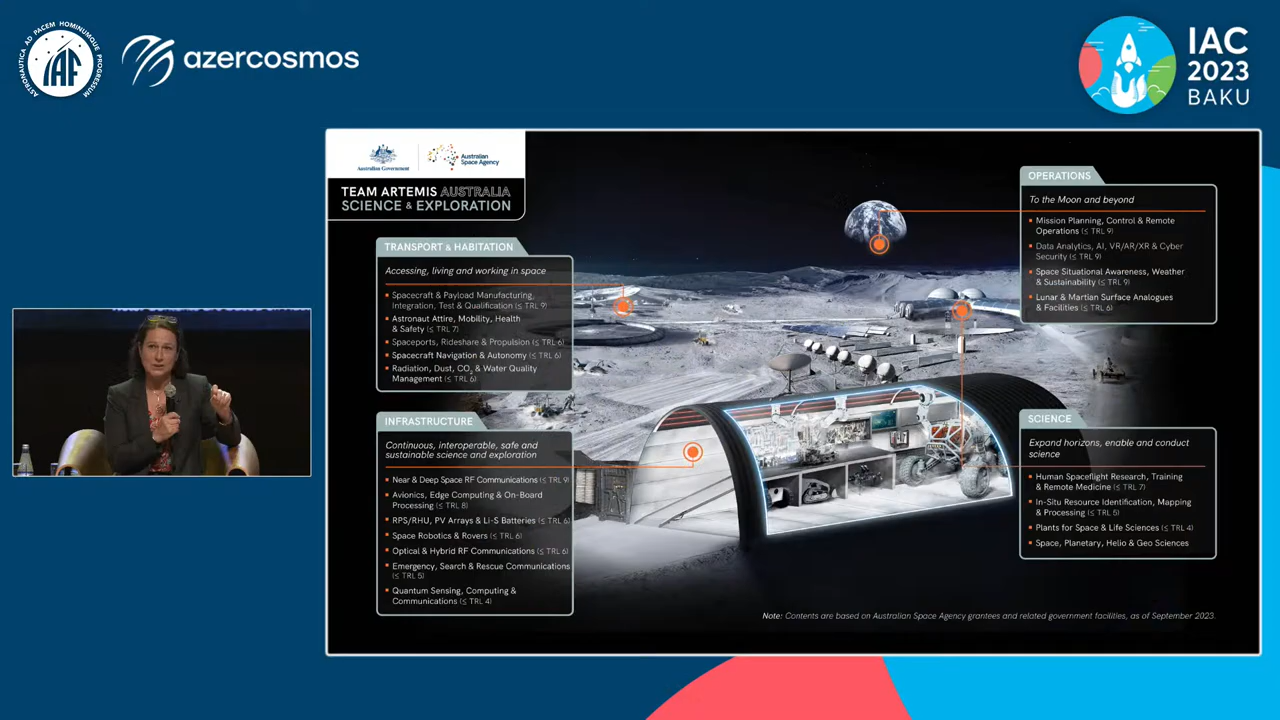 ASTRONAUTICA AD PACEM HOMINUMQUE PROGRESSUM
IAF
azercosmos
IAC
2023
BAKU
Australian Government
Australian
Space Agency
TEAM ARTEMIS AUSTRALIA
SCIENCE & EXPLORATION
TRANSPORT & HABITATION
Accessing, living and working in space
Spacecraft & Payload Manufacturing,
Integration, Test & Qualification (≤ TRL 9)
Astronaut Attire, Mobility, Health
& Safety (≤ TRL 7)
Spaceports, Rideshare & Propulsion (≤ TRL 6)
Spacecraft Navigation & Autonomy (≤ TRL 6)
Radiation, Dust, CO₂ & Water Quality
Management (≤ TRL 6)
INFRASTRUCTURE
Continuous, interoperable, safe and
sustainable science and exploration
Near & Deep Space RF Communications (≤ TRL 9)
Avionics, Edge Computing & On-Board
Processing (≤ TRL 8)
RPS/RHU, PV Arrays & Li-S Batteries (≤ TRL 6)
Space Robotics & Rovers (≤ TRL 6)
Optical & Hybrid RF Communications (≤ TRL 6)
Emergency, Search & Rescue Communications
(≤ TRL 5)
Quantum Sensing, Computing &
Communications (≤ TRL 4)
OPERATIONS
To the Moon and beyond
Mission Planning, Control & Remote
Operations (≤ TRL 9)
Data Analytics, AI, VR/AR/XR & Cyber
Security (≤ TRL 9)
Space Situational Awareness, Weather
& Sustainability (≤ TRL 9)
Lunar & Martian Surface Analogues
& Facilities (≤ TRL 6)
SCIENCE
Expand horizons, enable and conduct
science
Human Spaceflight Research, Training
& Remote Medicine (≤ TRL 7)
In-Situ Resource Identification, Mapping
& Processing (≤ TRL 5)
Plants for Space & Life Sciences (≤ TRL 4)
Space, Planetary, Helio & Geo Sciences
Note: Contents are based on Australian Space Agency grantees and related government facilities, as of September 2023.